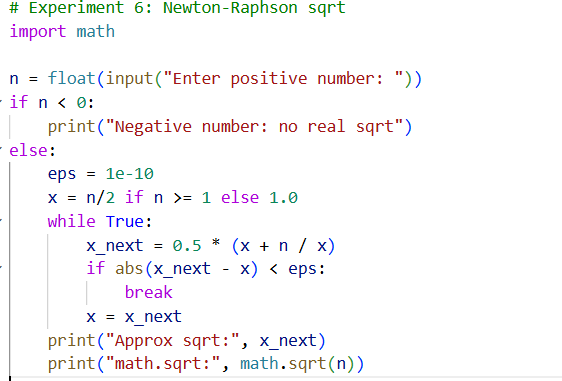 # Experiment 6: Newton-Raphson sqrt
import math

n = float(input("Enter positive number: "))
if n < 0:
    print("Negative number: no real sqrt")
else:
    eps = 1e-10
    x = n/2 if n >= 1 else 1.0
    while True:
        x_next = 0.5 * (x + n / x)
        if abs(x_next - x) < eps:
            break
        x = x_next
    print("Approx sqrt:", x_next)
    print("math.sqrt:", math.sqrt(n))